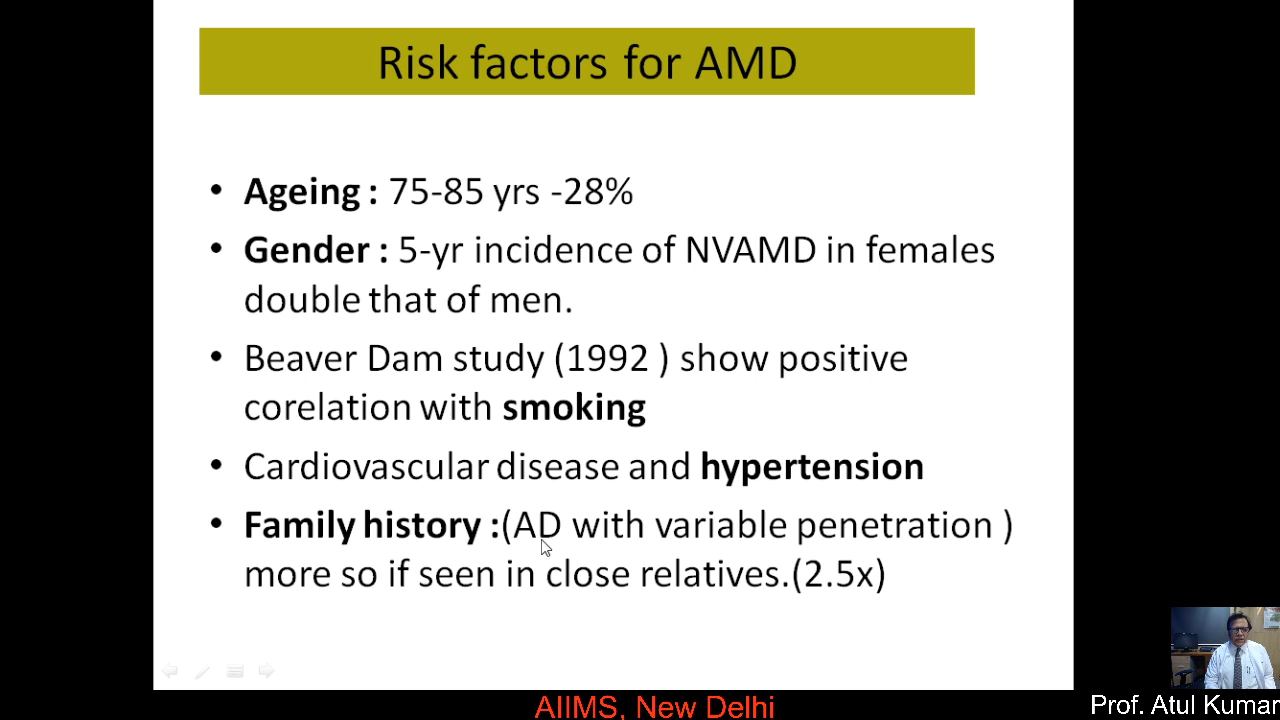 Risk factors for AMD
• Ageing : 75-85 yrs -28%
• Gender : 5-yr incidence of NVAMD in females
double that of men.
• Beaver Dam study (1992 ) show positive
corelation with smoking
• Cardiovascular disease and hypertension
• Family history :(AD with variable penetration )
more so if seen in close relatives.(2.5x)
AIIMS, New Delhi
Prof. Atul Kumar